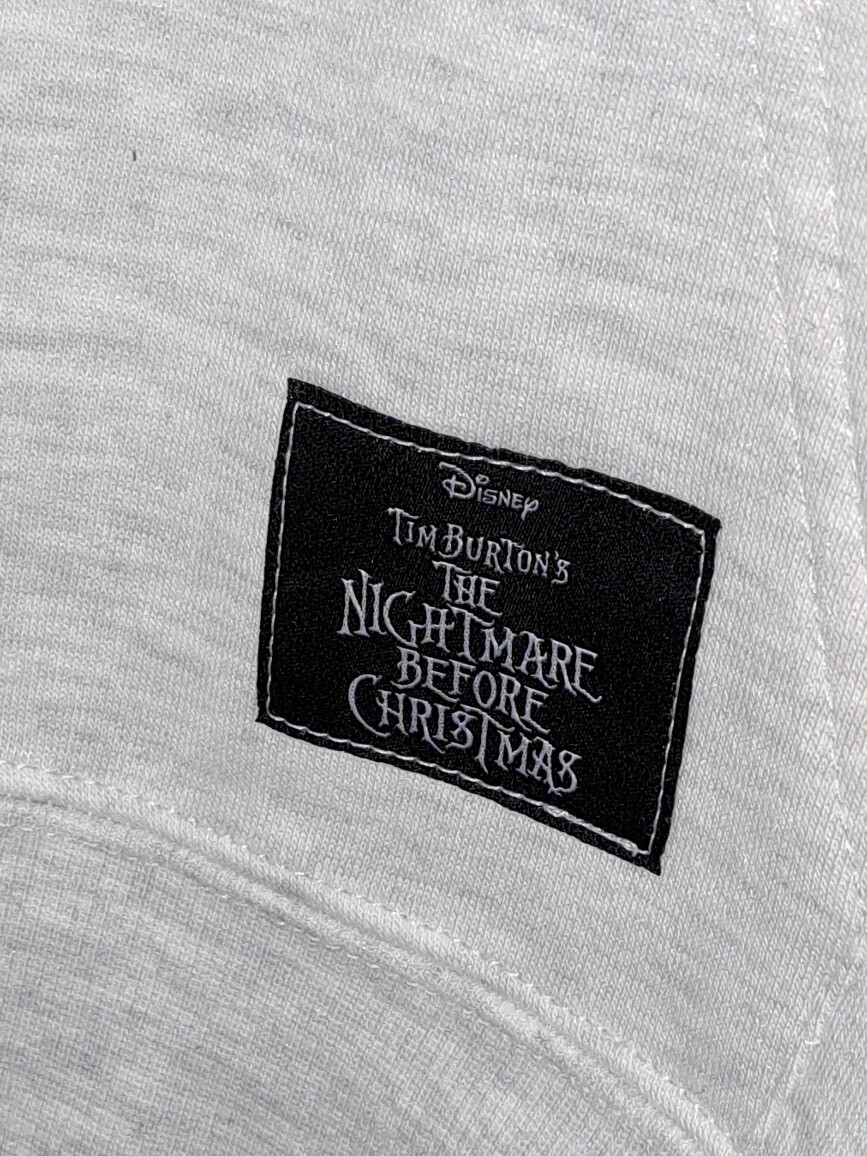 Disney
Tim Burton's
The
Nightmare
Before
Christmas